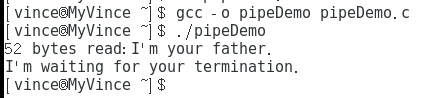 [vince@MyVince ~]$ gcc -o pipeDemo pipeDemo.c
[vince@MyVince ~]$ ./pipeDemo
52 bytes read:I'm your father.
I'm waiting for your termination.
[vince@MyVince ~]$